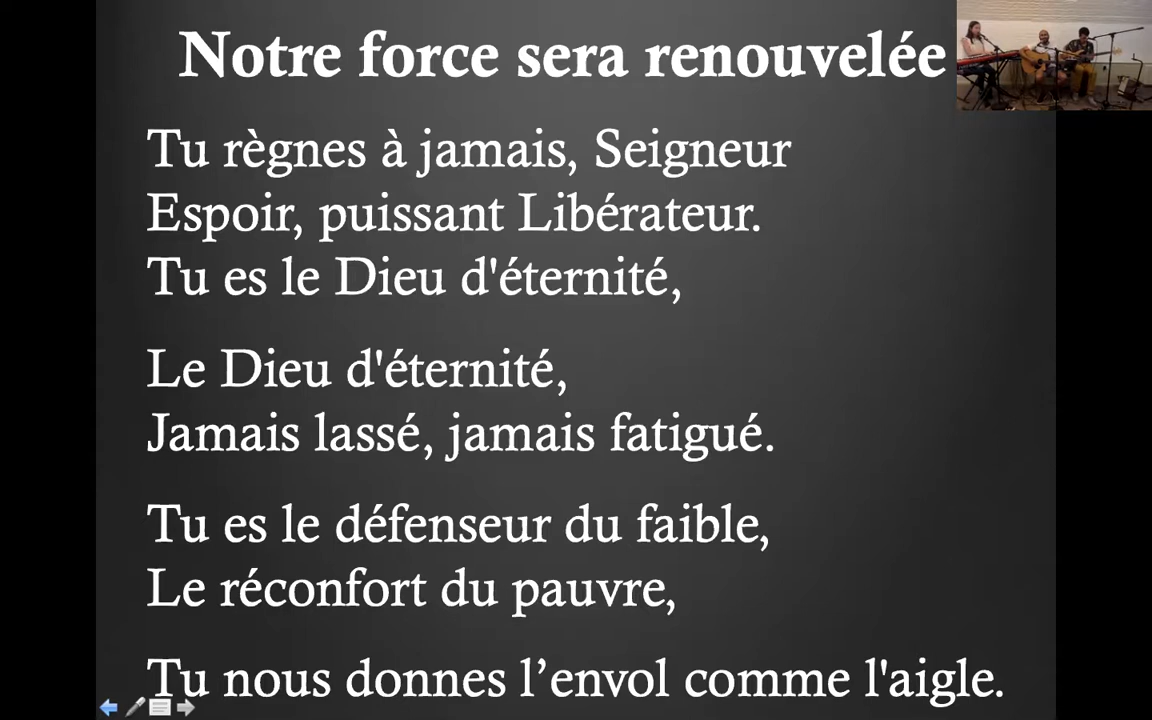 Notre force sera renouvelée
Tu règnes à jamais, Seigneur
Espoir, puissant Libérateur.
Tu es le Dieu d'éternité,
Le Dieu d'éternité,
Jamais lassé, jamais fatigué.
Tu es le défenseur du faible,
Le réconfort du pauvre,
Tu nous donnes l’envol comme l'aigle.